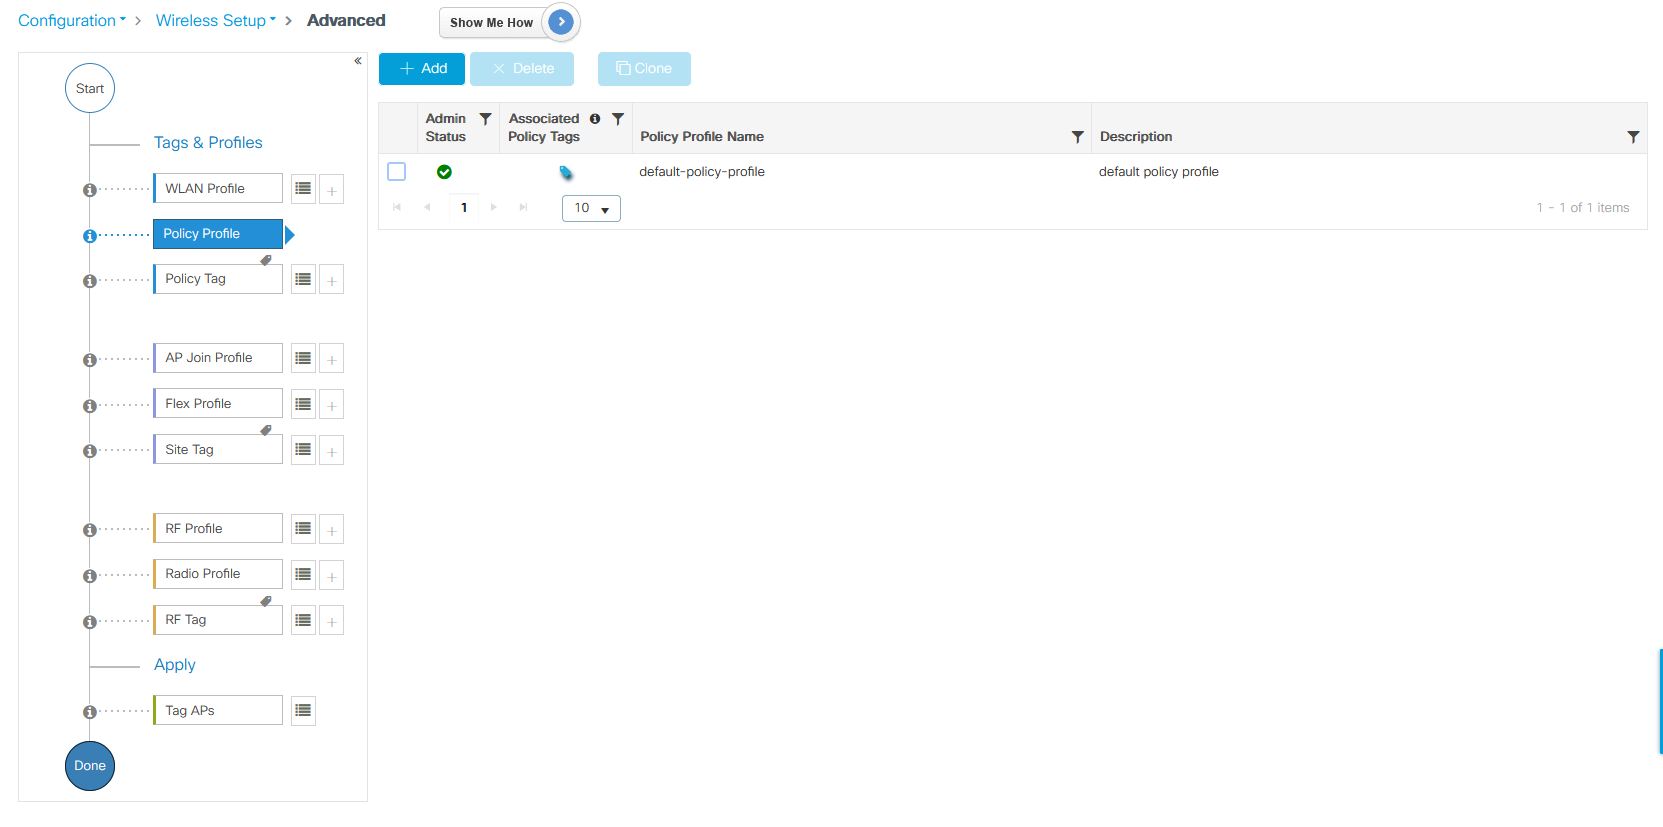 Configuration > Wireless Setup > Advanced
Show Me How
«
Start
Tags & Profiles
WLAN Profile
Policy Profile
Policy Tag
AP Join Profile
Flex Profile
Site Tag
RF Profile
Radio Profile
RF Tag
Apply
Tag APs
Done
+ Add
× Delete
Clone
Admin Status
Associated Policy Tags
Policy Profile Name
Description
default-policy-profile
default policy profile
1
10
1 - 1 of 1 items